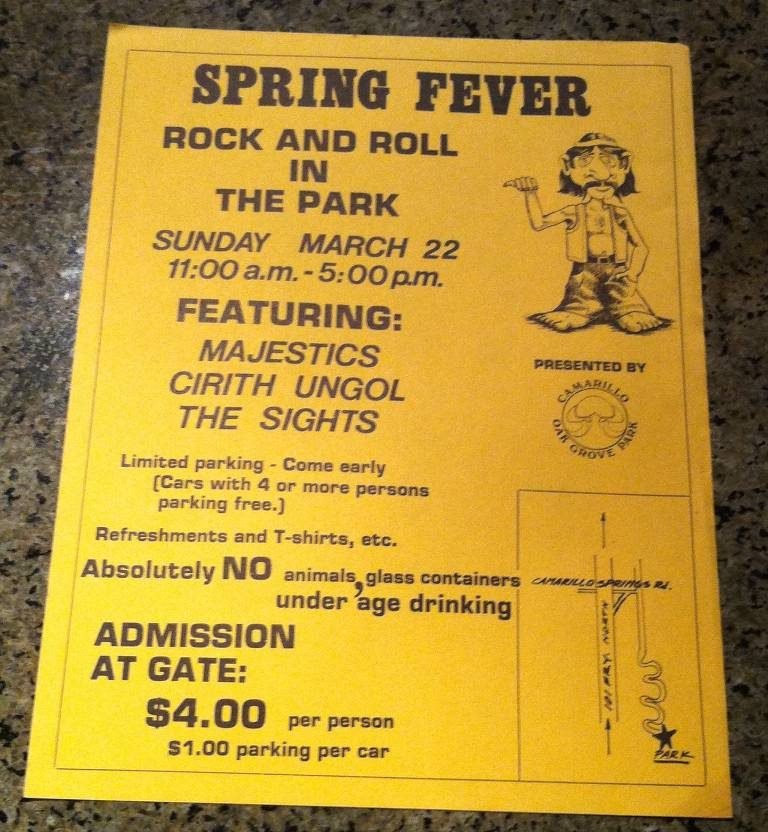 SPRING FEVER
ROCK AND ROLL
IN
THE PARK
SUNDAY MARCH 22
11:00 a.m. - 5:00 p.m.
FEATURING:
MAJESTICS
CIRITH UNGOL
THE SIGHTS
PRESENTED BY
CAMARILLO
OAK GROVE PARK
Limited parking - Come early
(Cars with 4 or more persons
parking free.)
Refreshments and T-shirts, etc.
Absolutely NO animals, glass containers
under age drinking
ADMISSION
AT GATE:
$4.00 per person
$1.00 parking per car
CAMARILLO SPRINGS Rd.
101 FRY. NORTH
PARK